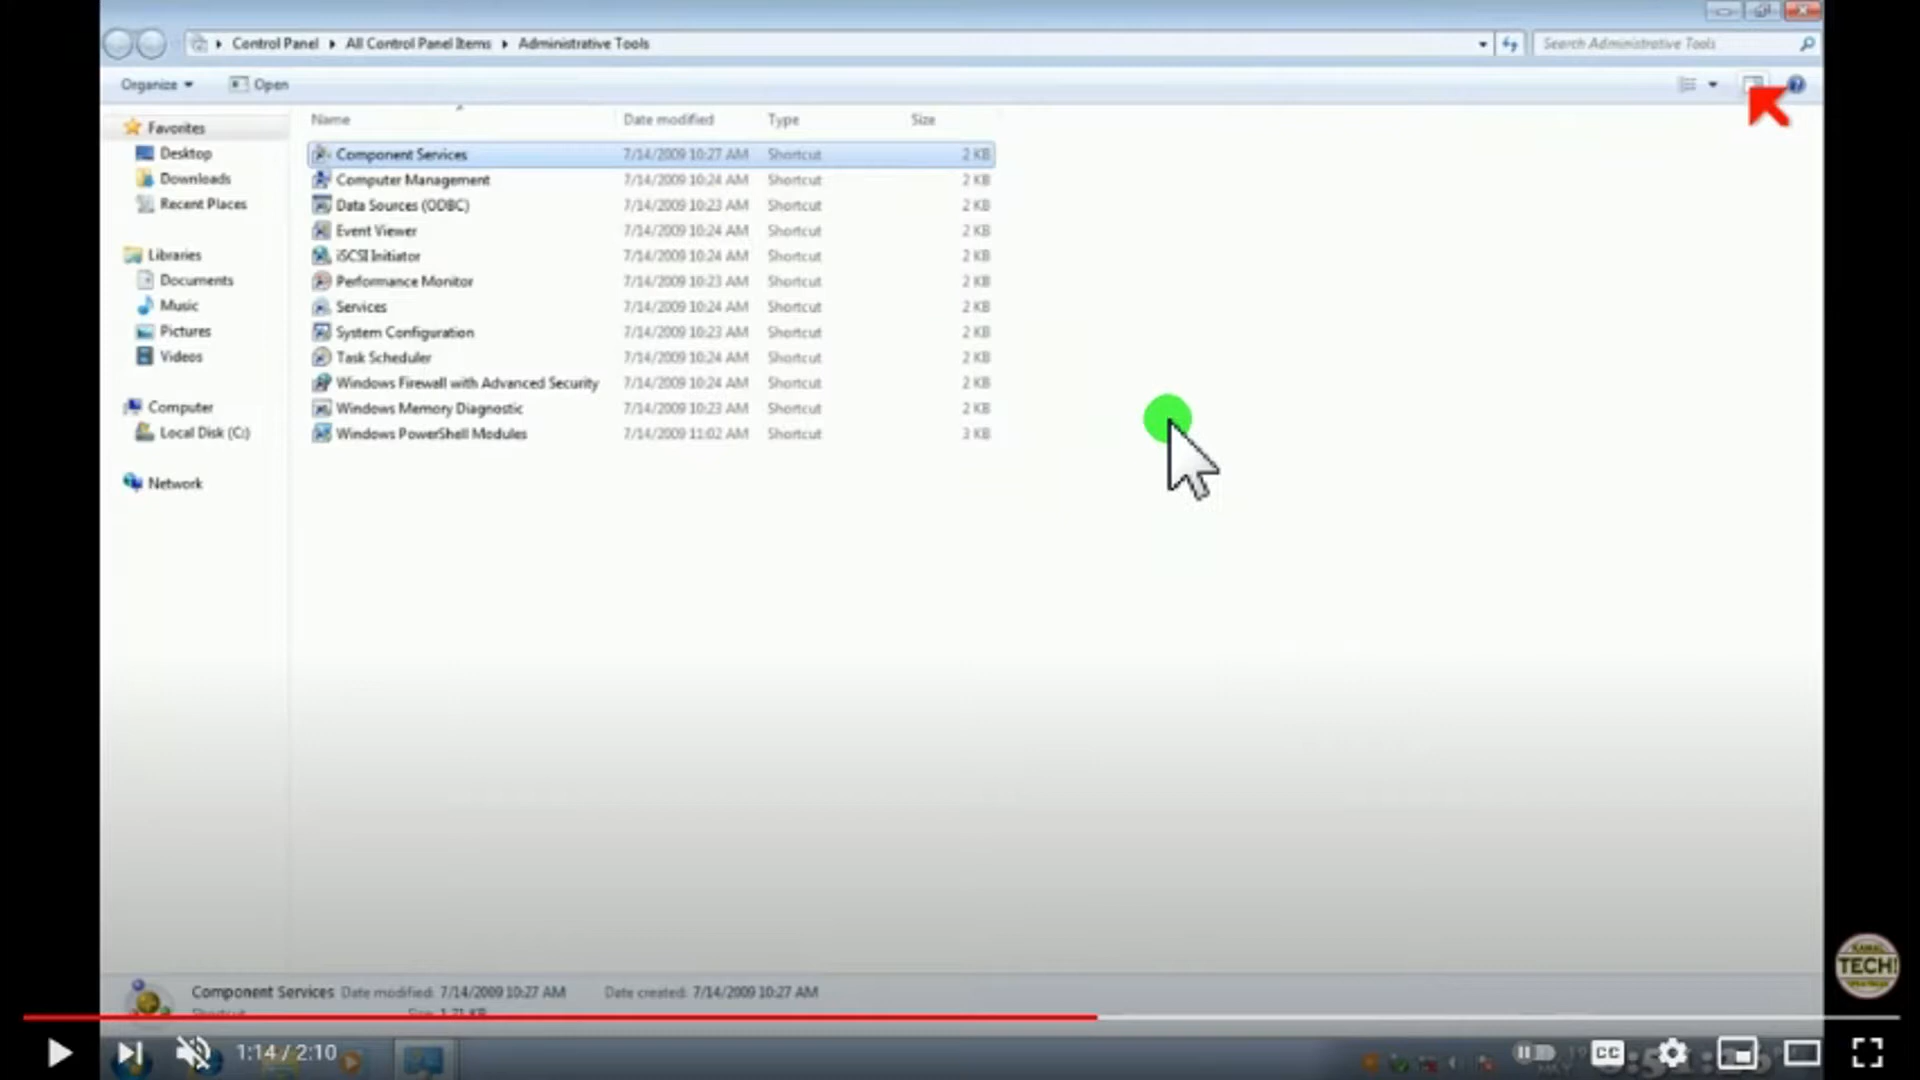 Control Panel All Control Panel Items Administrative Tools Search Administrative Tools
Organize Open
Name Date modified Type Size
Favorites
Desktop
Downloads
Recent Places
Libraries
Documents
Music
Pictures
Videos
Computer
Local Disk (C:)
Network
Component Services 7/14/2009 10:27 AM Shortcut 2 KB
Computer Management 7/14/2009 10:24 AM Shortcut 2 KB
Data Sources (ODBC) 7/14/2009 10:23 AM Shortcut 2 KB
Event Viewer 7/14/2009 10:24 AM Shortcut 2 KB
iSCSI Initiator 7/14/2009 10:24 AM Shortcut 2 KB
Performance Monitor 7/14/2009 10:23 AM Shortcut 2 KB
Services 7/14/2009 10:24 AM Shortcut 2 KB
System Configuration 7/14/2009 10:23 AM Shortcut 2 KB
Task Scheduler 7/14/2009 10:24 AM Shortcut 2 KB
Windows Firewall with Advanced Security 7/14/2009 10:24 AM Shortcut 2 KB
Windows Memory Diagnostic 7/14/2009 10:23 AM Shortcut 2 KB
Windows PowerShell Modules 7/14/2009 11:02 AM Shortcut 3 KB
TECH!
Component Services Date modified: 7/14/2009 10:27 AM Date created: 7/14/2009 10:27 AM
Shortcut Size: 1.71 KB
1:14 / 2:10 CC